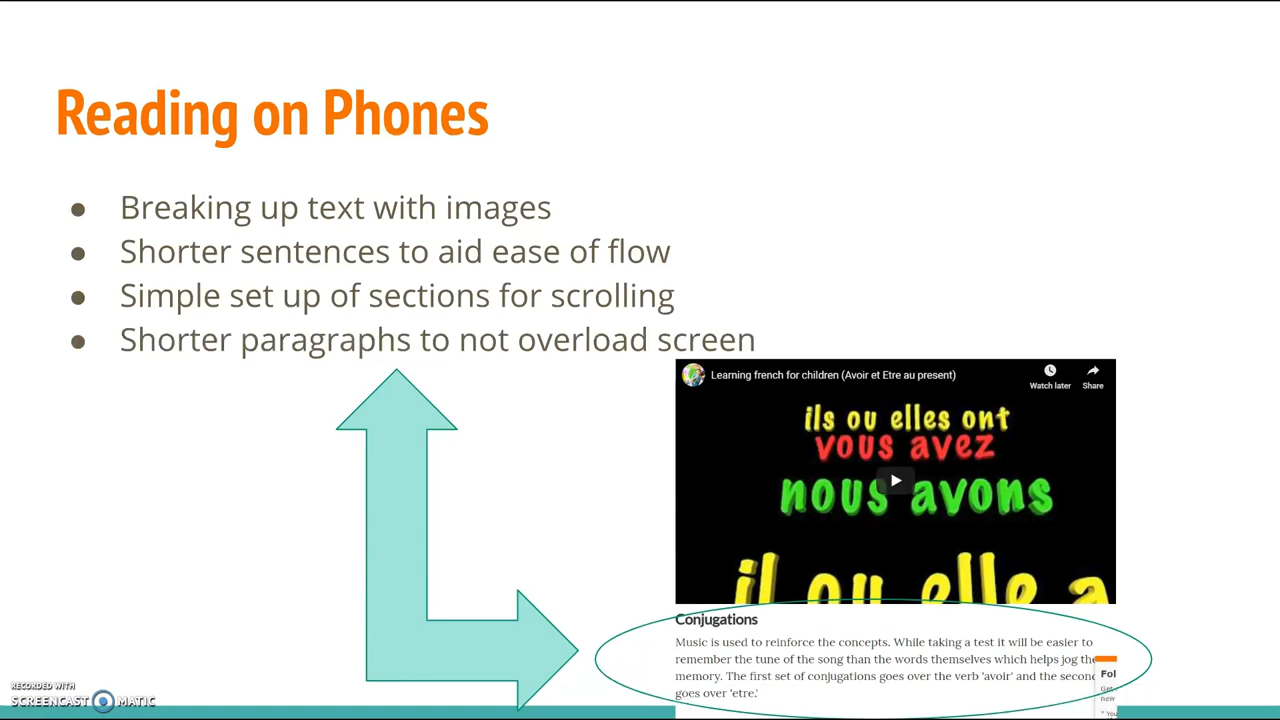 Reading on Phones
● Breaking up text with images
● Shorter sentences to aid ease of flow
● Simple set up of sections for scrolling
● Shorter paragraphs to not overload screen
Learning french for children (Avoir et Etre au present)
Watch later
Share
ils ou elles ont
vous avez
nous avons
il ou elle a
Conjugations
Music is used to reinforce the concepts. While taking a test it will be easier to
remember the tune of the song than the words themselves which helps jog the
memory. The first set of conjugations goes over the verb 'avoir' and the second
goes over 'etre.'
Fol
Get
new
* You
RECORDED WITH
SCREENCAST MATIC